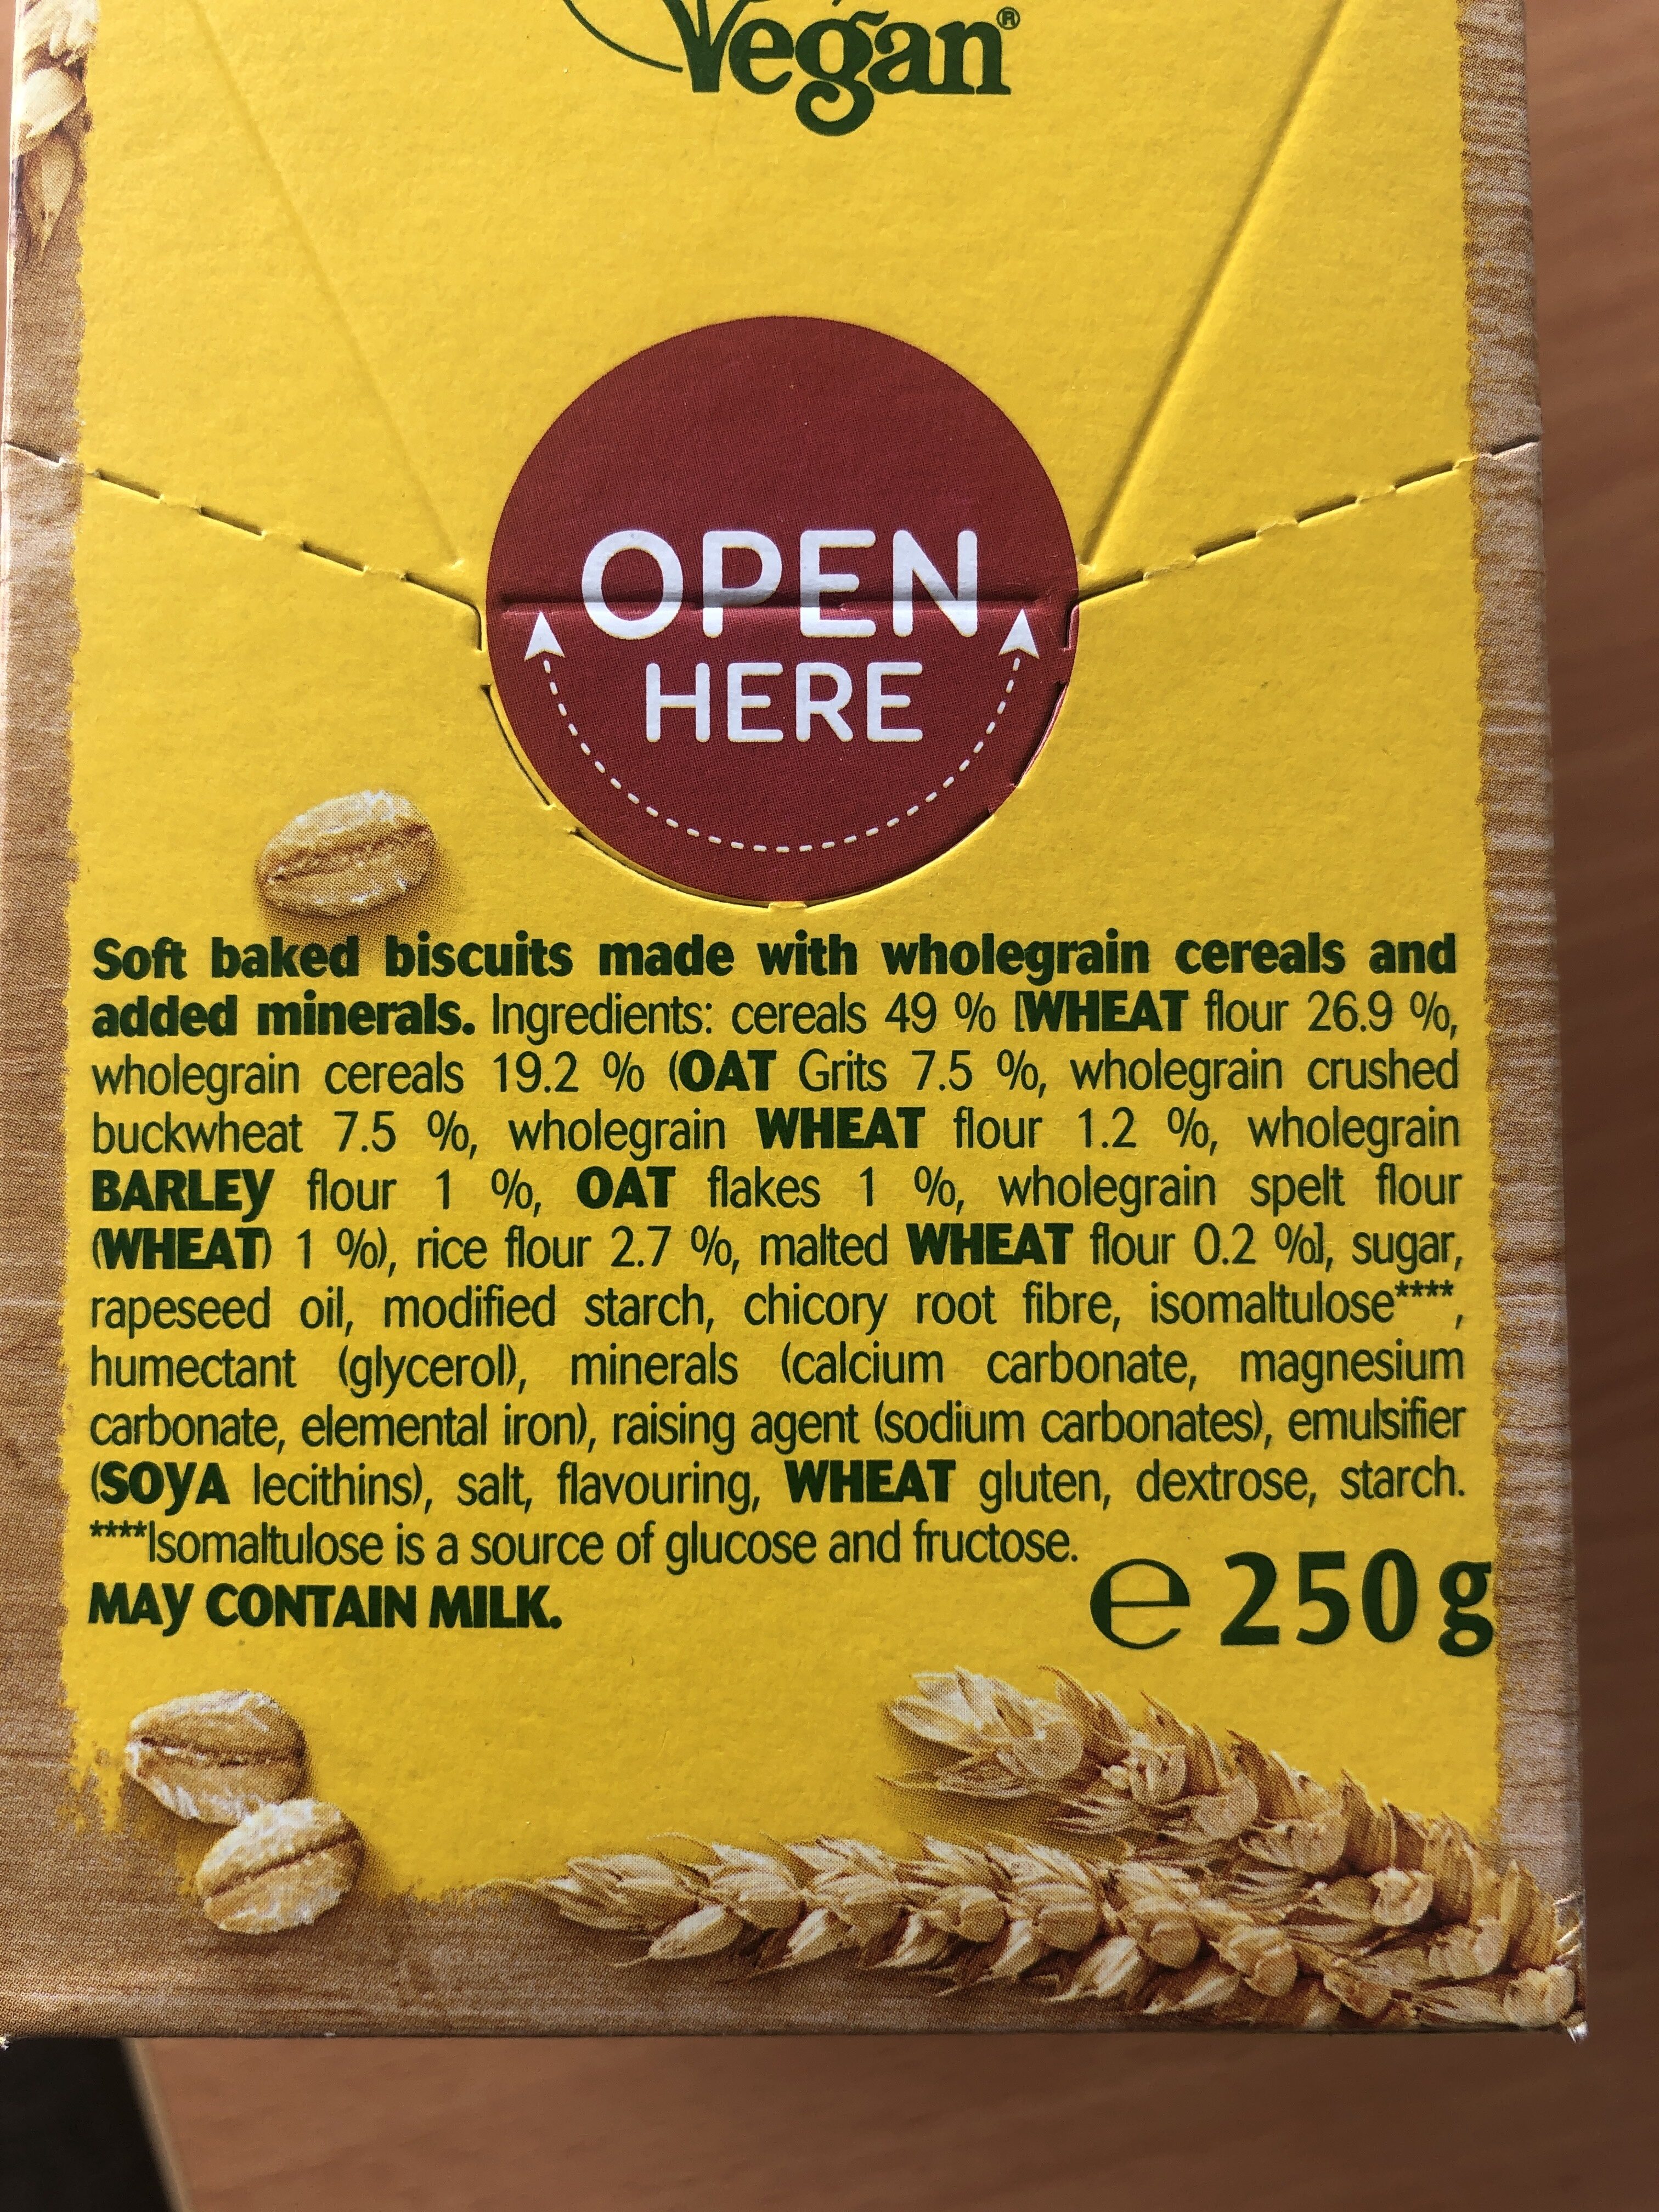 Vegan®
OPEN
HERE
Soft baked biscuits made with wholegrain cereals and
added minerals. Ingredients: cereals 49 % [WHEAT flour 26.9 %,
wholegrain cereals 19.2 % (OAT Grits 7.5 %, wholegrain crushed
buckwheat 7.5 %, wholegrain WHEAT flour 1.2 %, wholegrain
BARLEY flour 1 %, OAT flakes 1 %, wholegrain spelt flour
(WHEAT) 1 %), rice flour 2.7 %, malted WHEAT flour 0.2 %], sugar,
rapeseed oil, modified starch, chicory root fibre, isomaltulose****,
humectant (glycerol), minerals (calcium carbonate, magnesium
carbonate, elemental iron), raising agent (sodium carbonates), emulsifier
(SOYA lecithins), salt, flavouring, WHEAT gluten, dextrose, starch.
****Isomaltulose is a source of glucose and fructose.
MAY CONTAIN MILK.
℮ 250 g